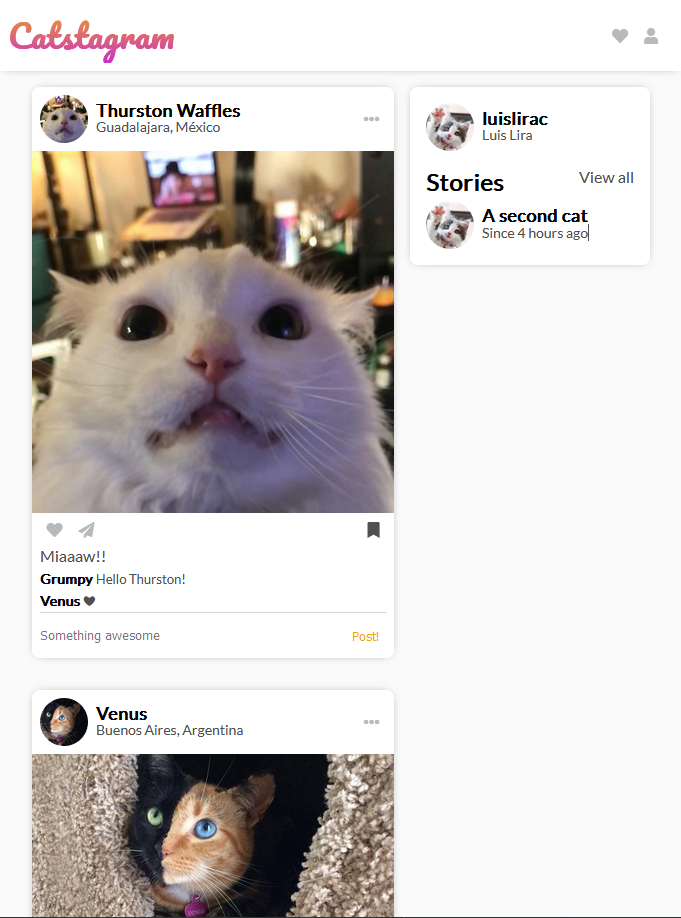 Catstagram
Thurston Waffles
Guadalajara, México
Miaaaw!!
Grumpy Hello Thurston!
Venus
Something awesome
Post!
Venus
Buenos Aires, Argentina
luislirac
Luis Lira
Stories
View all
A second cat
Since 4 hours ago